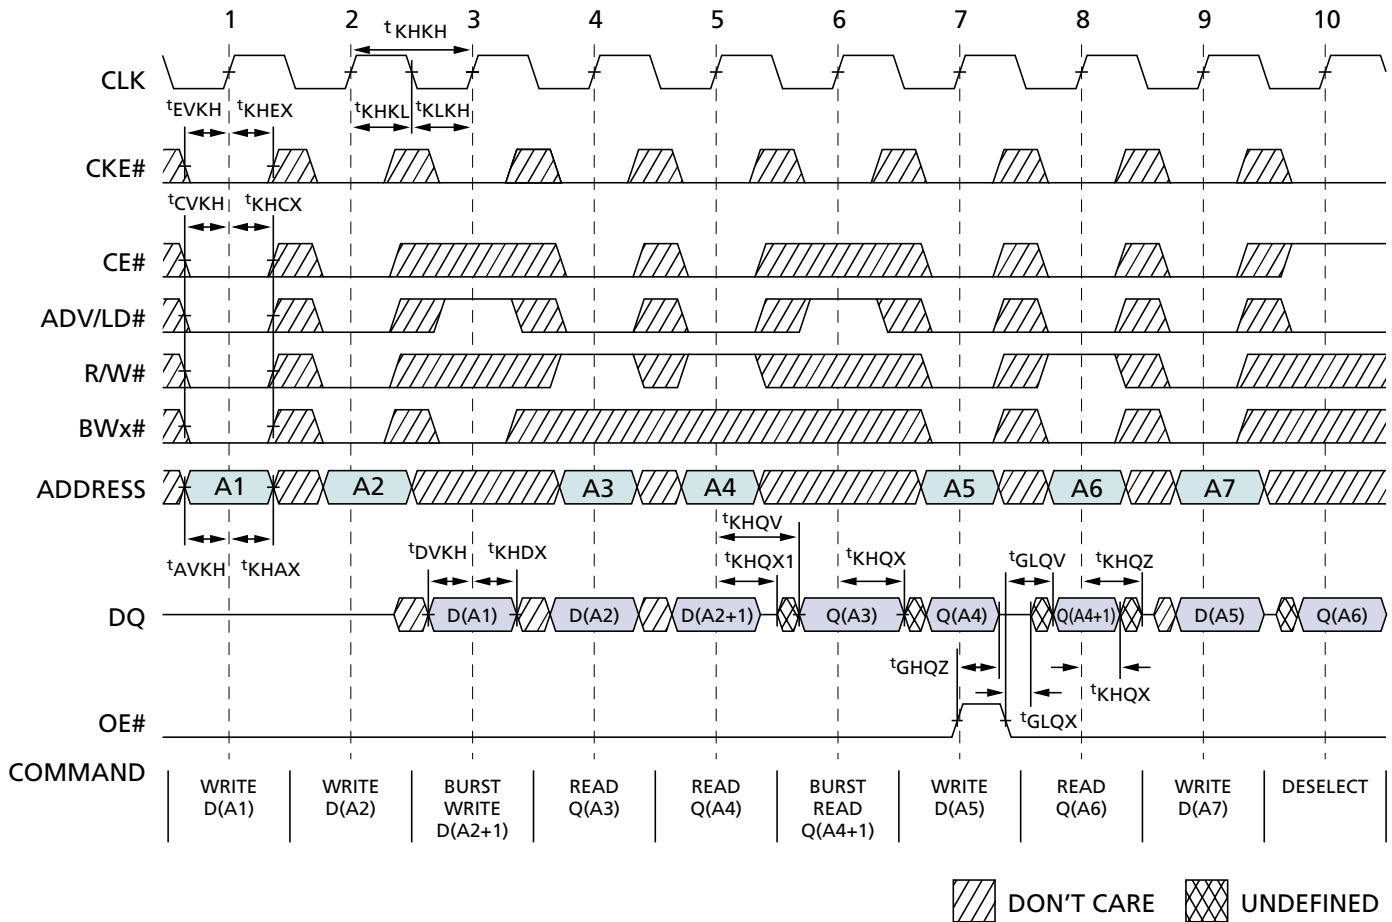 1 2 3 4 5 6 7 8 9 10
tKHKH
CLK
tEVKH tKHEX tKHKL tKLKH
CKE#
tCVKH tKHCX
CE#
ADV/LD#
R/W#
BWx#
ADDRESS A1 A2 A3 A4 A5 A6 A7
tKHQV
tAVKH tKHAX tDVKH tKHDX tKHQX1 tKHQX tGLQV tKHQZ
DQ D(A1) D(A2) D(A2+1) Q(A3) Q(A4) Q(A4+1) D(A5) Q(A6)
tGHQZ tKHQX
OE# tGLQX
COMMAND
WRITE D(A1)
WRITE D(A2)
BURST WRITE D(A2+1)
READ Q(A3)
READ Q(A4)
BURST READ Q(A4+1)
WRITE D(A5)
READ Q(A6)
WRITE D(A7)
DESELECT
DON'T CARE UNDEFINED